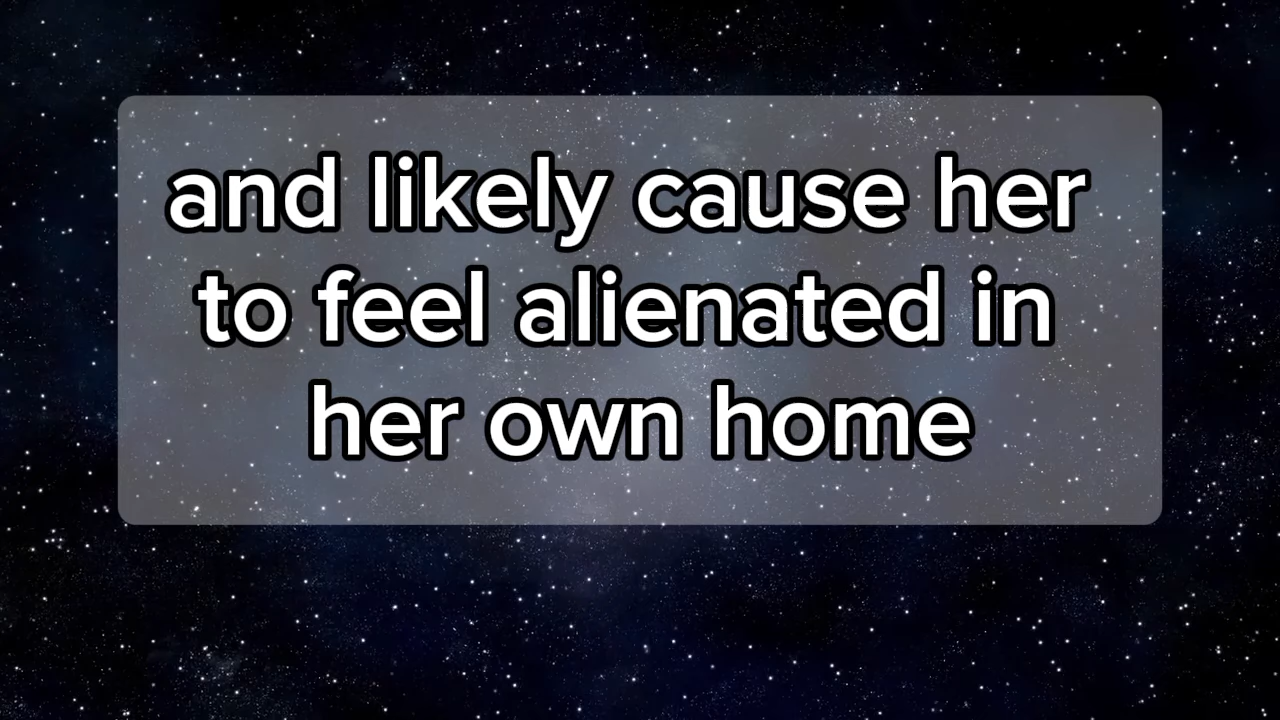 and likely cause her
to feel alienated in
her own home